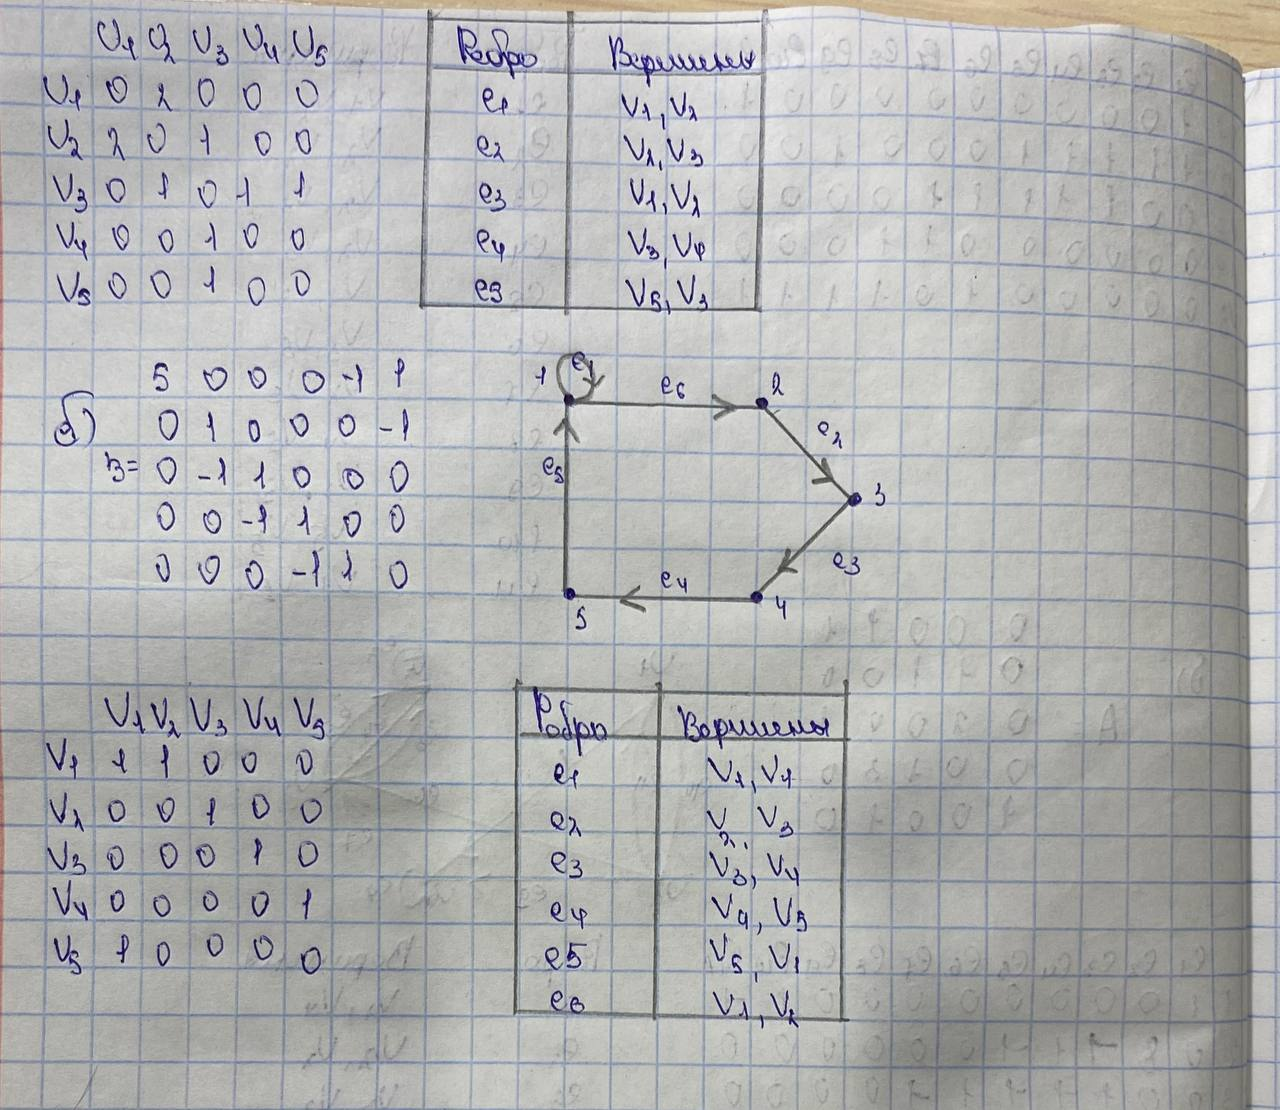 V1 V2 V3 V4 V5
V1 0 2 0 0 0
V2 2 0 1 0 0
V3 0 1 0 1 1
V4 0 0 1 0 0
V5 0 0 1 0 0
Ребро Вершины
e1 V1, V2
e2 V2, V3
e3 V1, V2
e4 V3, V4
e5 V5, V3
5 0 0 0 -1 1
б) 0 1 0 0 0 -1
B= 0 -1 1 0 0 0
0 0 -1 1 0 0
0 0 0 -1 1 0
1 e1 e6 2
e2
e5 3
e3
e4
5 4
V1 V2 V3 V4 V5
V1 1 1 0 0 0
V2 0 0 1 0 0
V3 0 0 0 1 0
V4 0 0 0 0 1
V5 1 0 0 0 0
Ребро Вершины
e1 V1, V1
e2 V2, V3
e3 V3, V4
e4 V4, V5
e5 V5, V1
e6 V1, V2